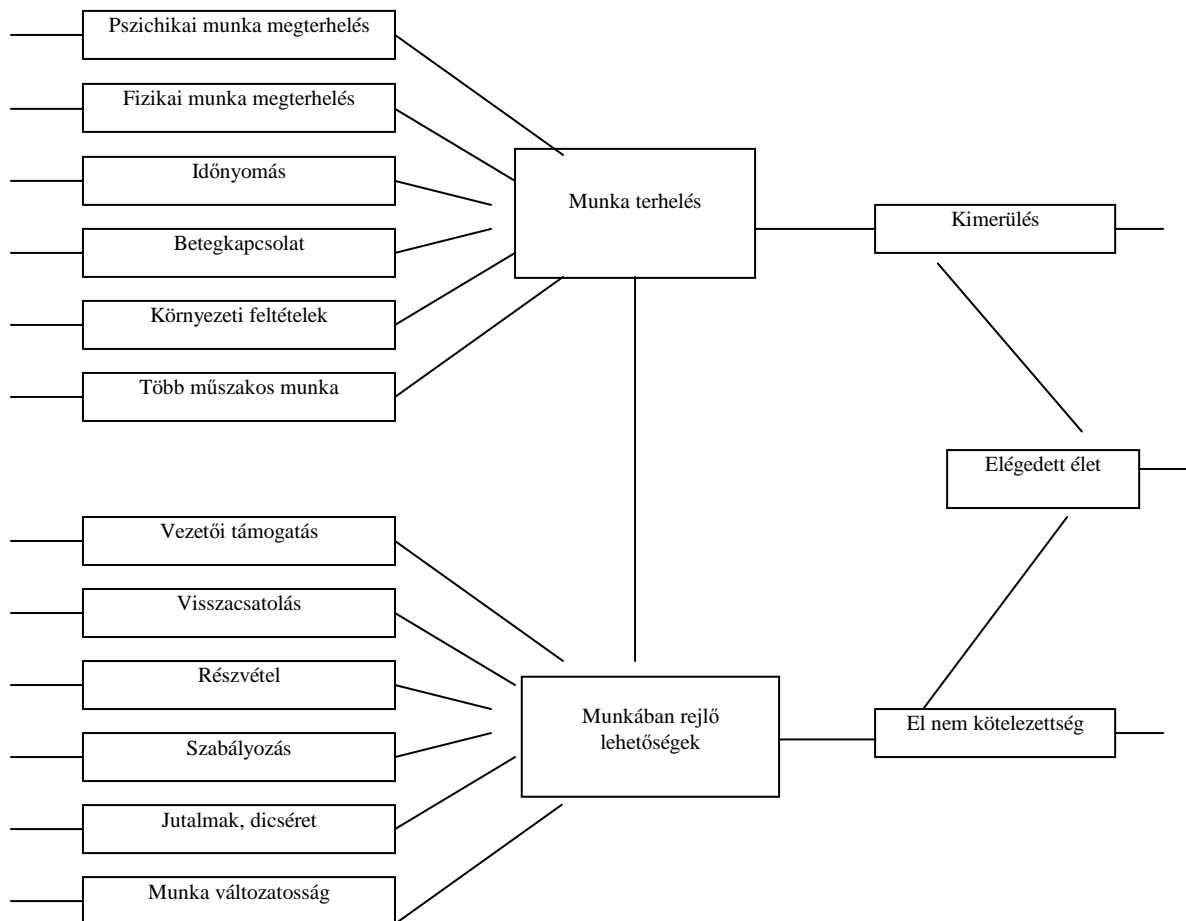 Pszichikai munka megterhelés
Fizikai munka megterhelés
Időnyomás
Betegkapcsolat
Környezeti feltételek
Több műszakos munka
Munka terhelés
Kimerülés
Elégedett élet
Vezetői támogatás
Visszacsatolás
Részvétel
Szabályozás
Jutalmak, dicséret
Munka változatosság
Munkában rejlő
lehetőségek
El nem kötelezettség